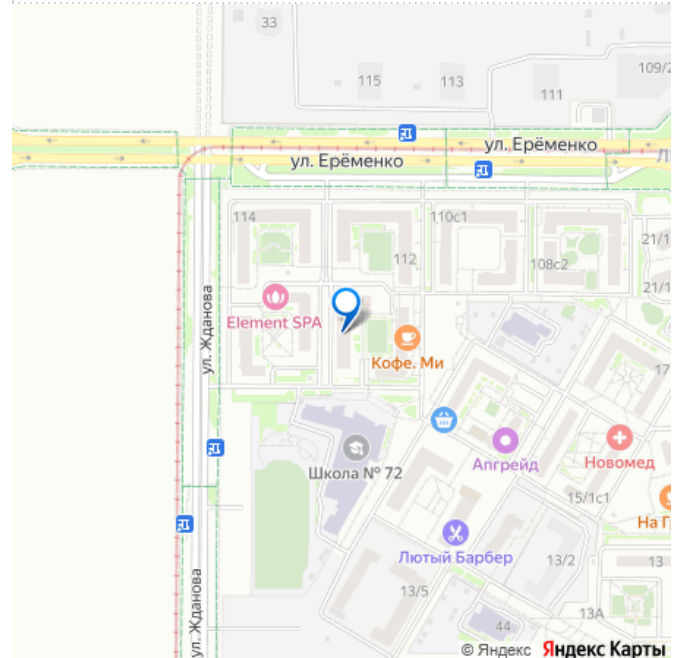 33
115
113
111
109/2
ул. Ерёменко
ул. Ерёменко
114
112
110с1
108с2
21/1
21/1
Element SPA
Кофе. Ми
ул. Жданова
17
Школа № 72
Апгрейд
Новомед
15/1с1
На Г
Лютый Барбер
13/2
13
13/5
13А
44
ул. Жданова
© Яндекс Яндекс Карты